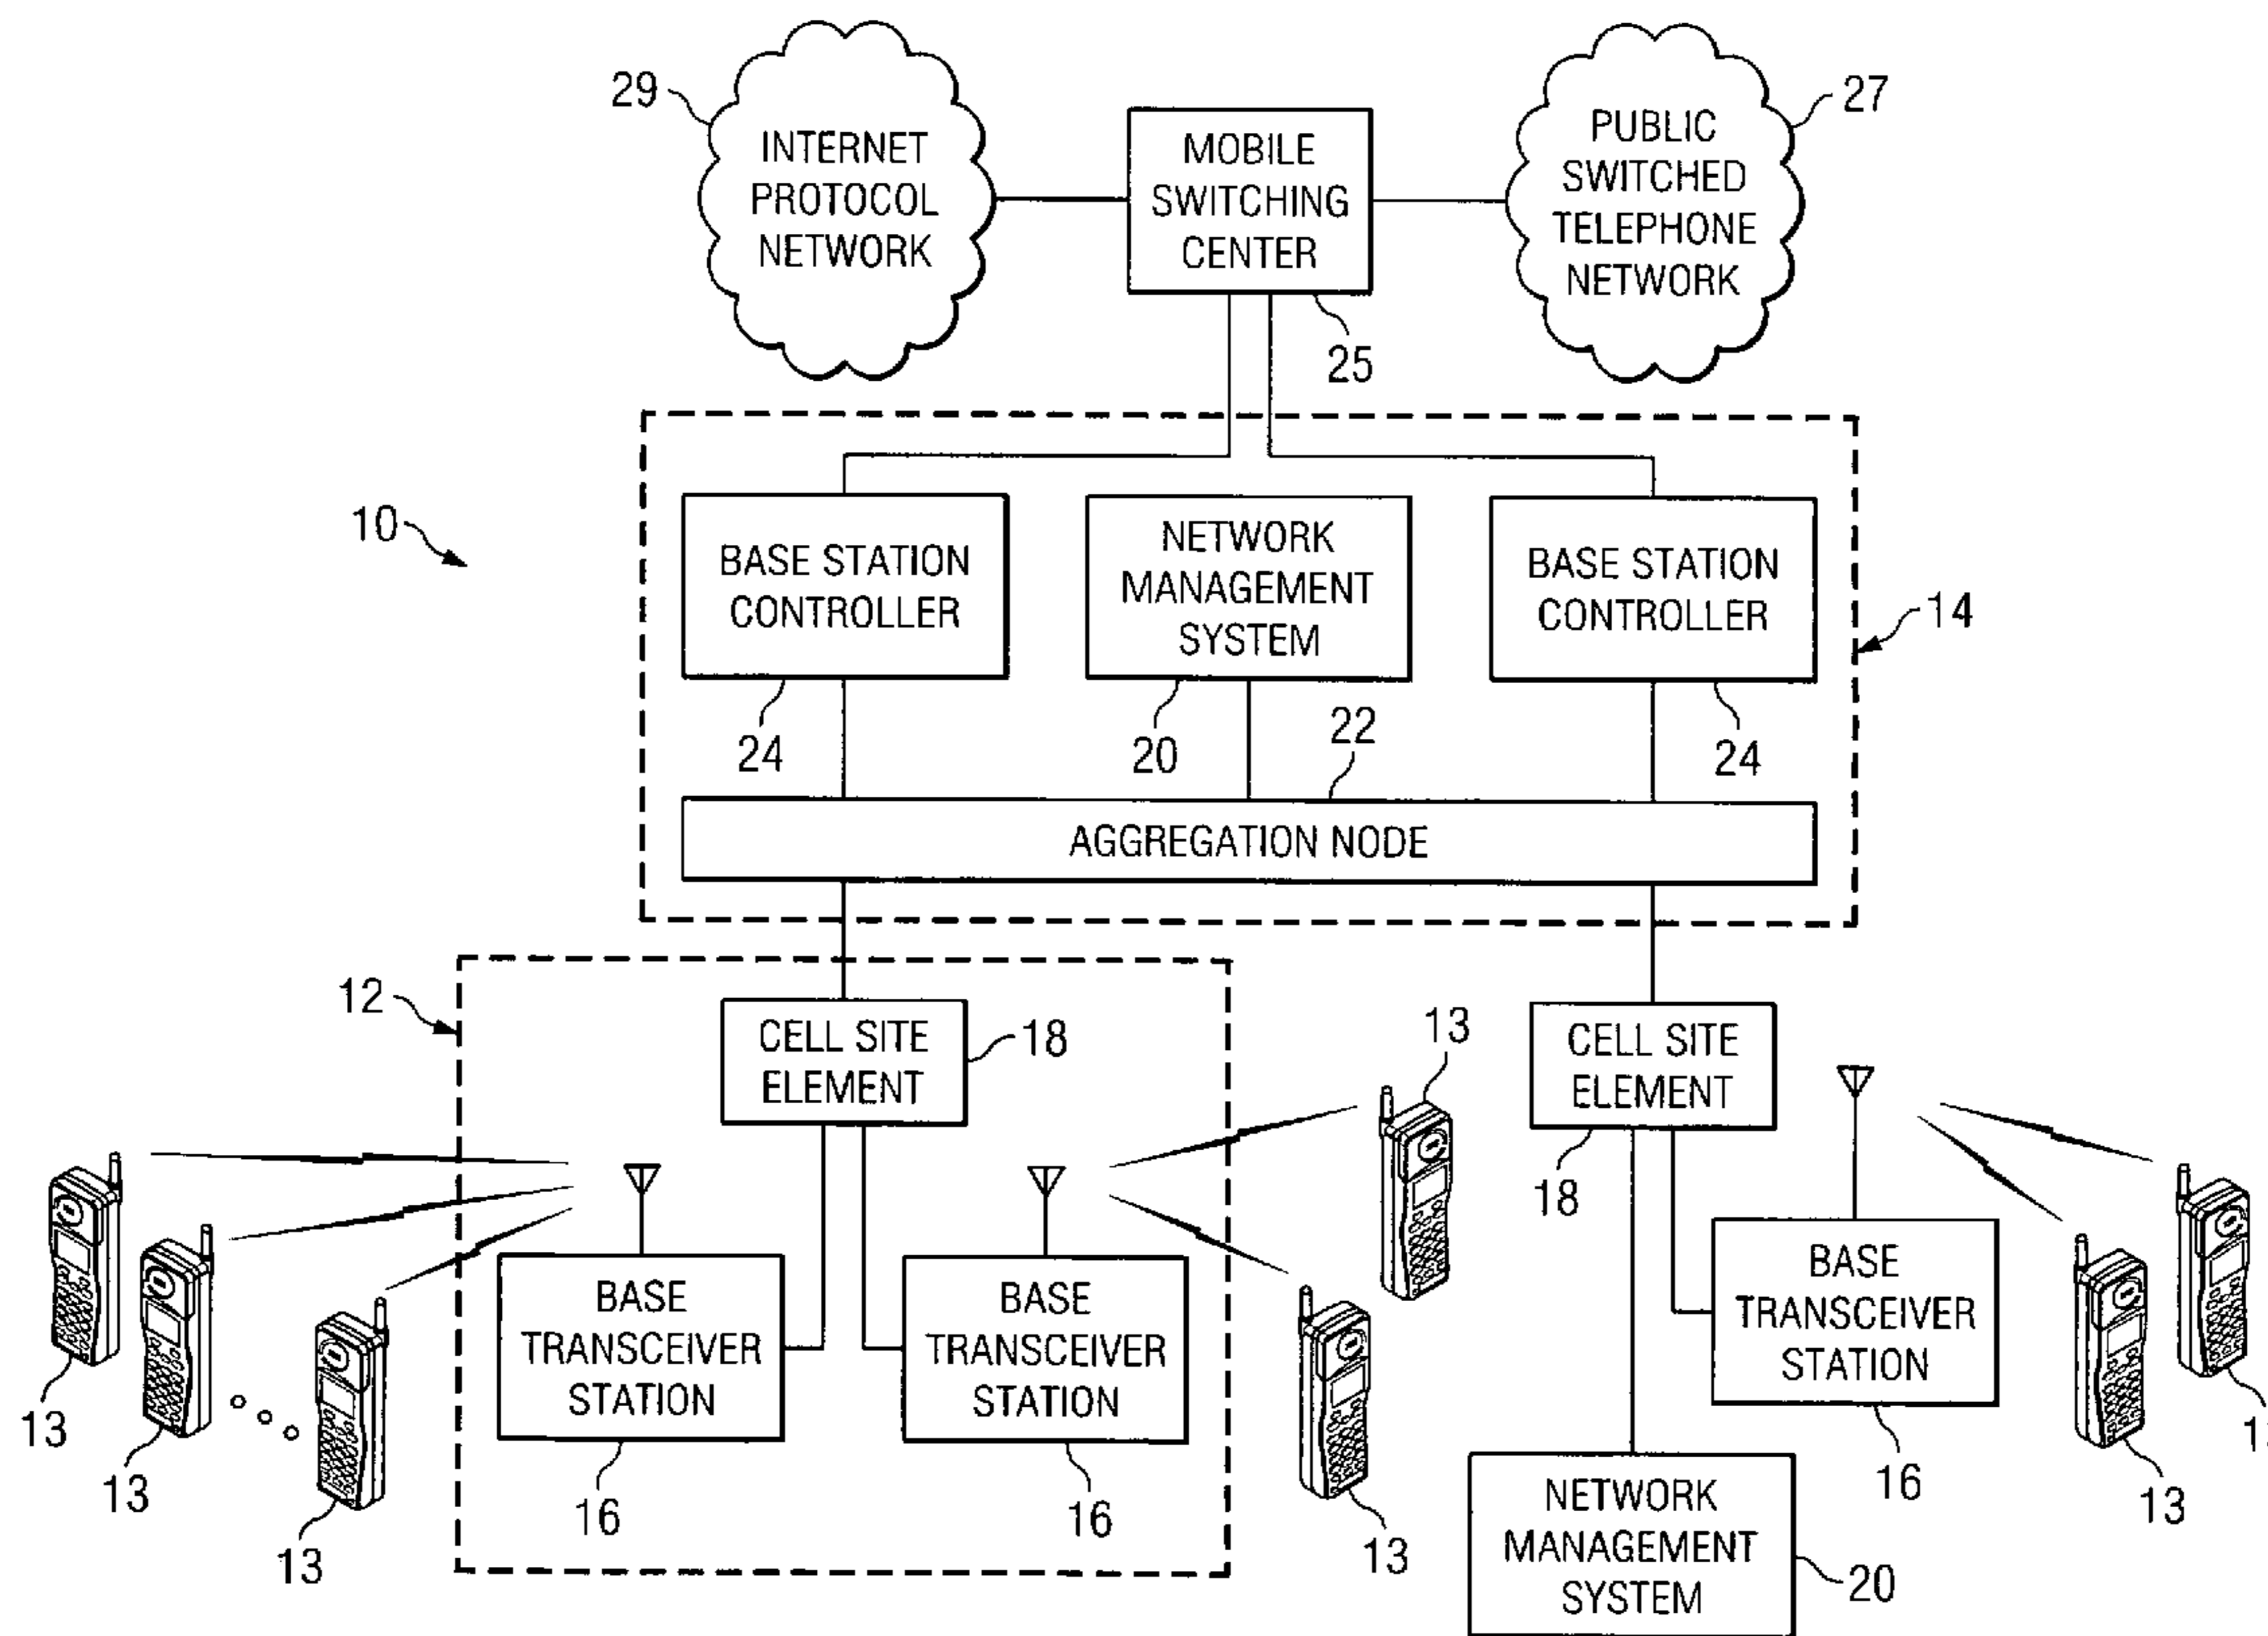 29
INTERNET
PROTOCOL
NETWORK
MOBILE
SWITCHING
CENTER
25
PUBLIC
SWITCHED
TELEPHONE
NETWORK
27
10
14
BASE STATION
CONTROLLER
24
NETWORK
MANAGEMENT
SYSTEM
20
BASE STATION
CONTROLLER
24
22
AGGREGATION NODE
12
CELL SITE
ELEMENT
18
13
CELL SITE
ELEMENT
18
BASE
TRANSCEIVER
STATION
16
BASE
TRANSCEIVER
STATION
16
BASE
TRANSCEIVER
STATION
16
13
13
13
13
13
NETWORK
MANAGEMENT
SYSTEM
20